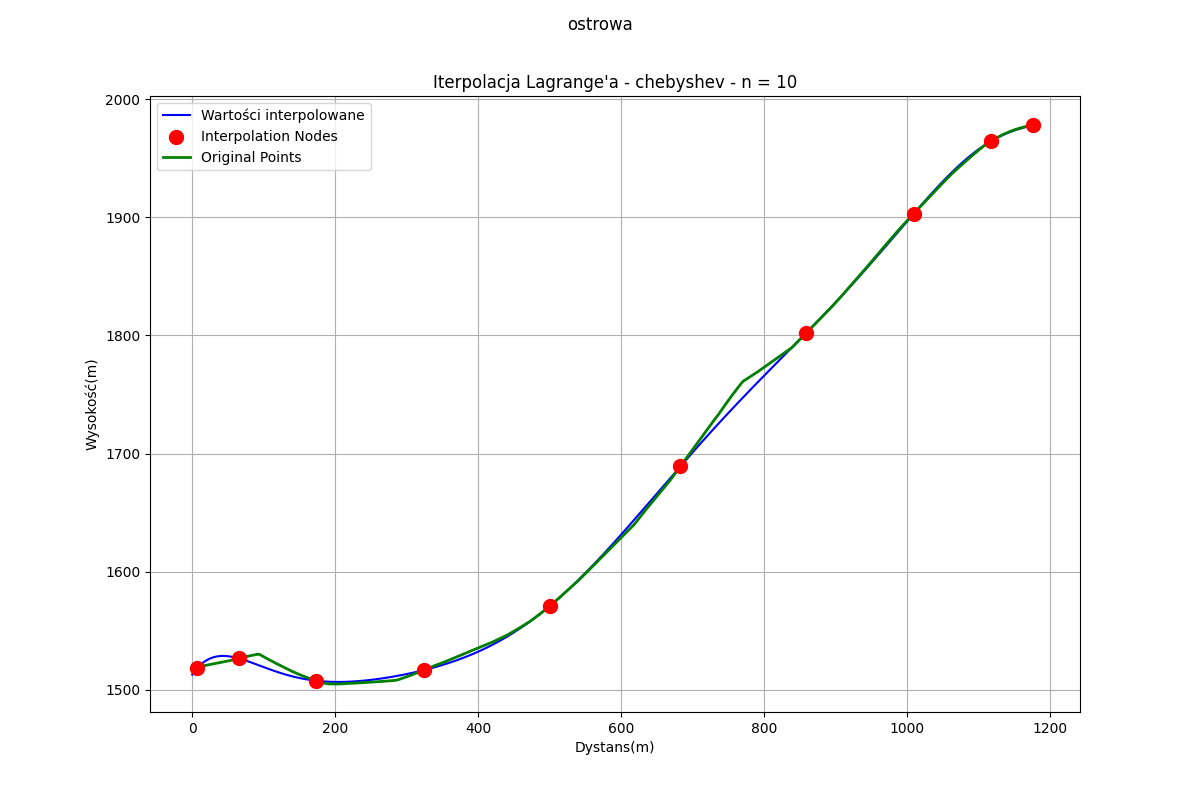 ostrowa
Iterpolacja Lagrange'a - chebyshev - n = 10
2000
1900
1800
1700
1600
1500
Wysokość(m)
Wartości interpolowane
Interpolation Nodes
Original Points
0 200 400 600 800 1000 1200
Dystans(m)